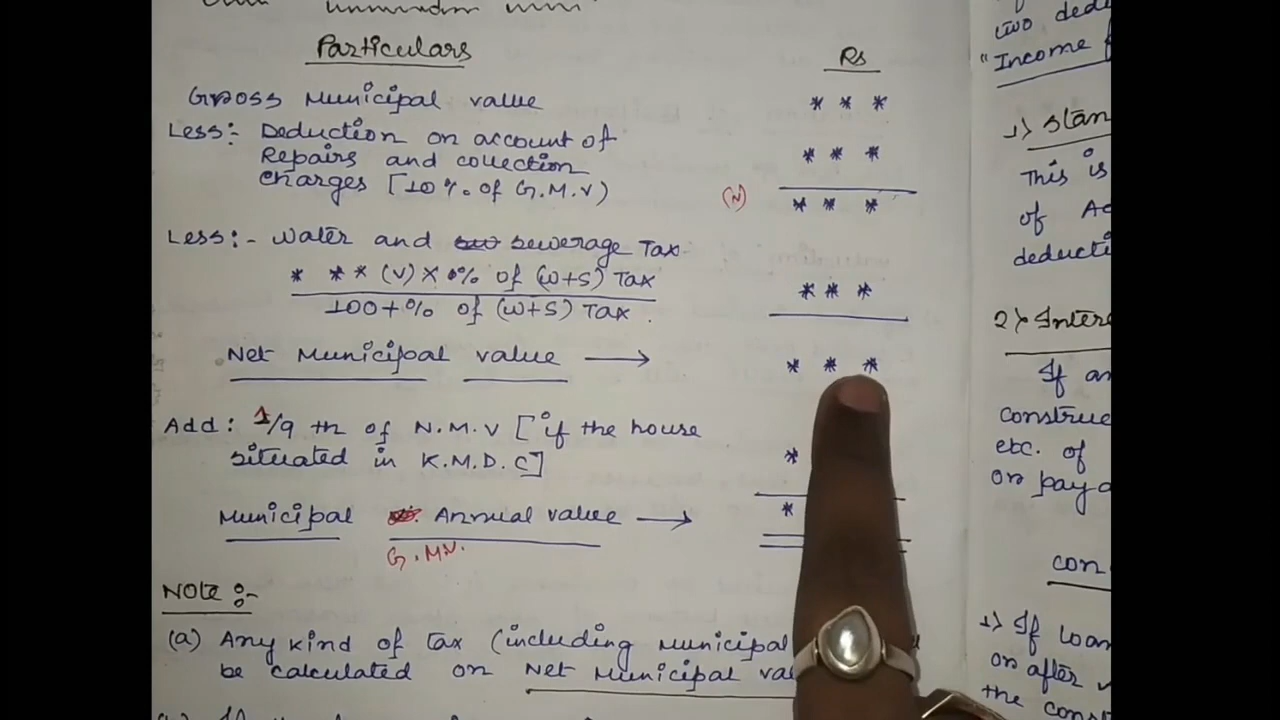 Particulars Rs
Gross Municipal value * * *
Less:- Deduction on account of
Repairs and collection * * *
charges [10% of G.M.V)
(N) * * *
Less:- Water and sewerage Tax
* * * (v) X % of (W+S) Tax * * *
100+% of (W+S) Tax.
Net Municipal value → * * *
Add: 1/9 th of N.M.V [if the house
situated in K.M.D.C] *
Municipal Annual value → *
G.M.V.
Note:-
(a) Any kind of tax (including Municipal
be calculated on Net Municipal val
two ded
"Income f
1) Stan
This is
of Ad
deducti
2) Intere
If an
construc
etc. of
on pay
con
1) If loan
on after
the cons